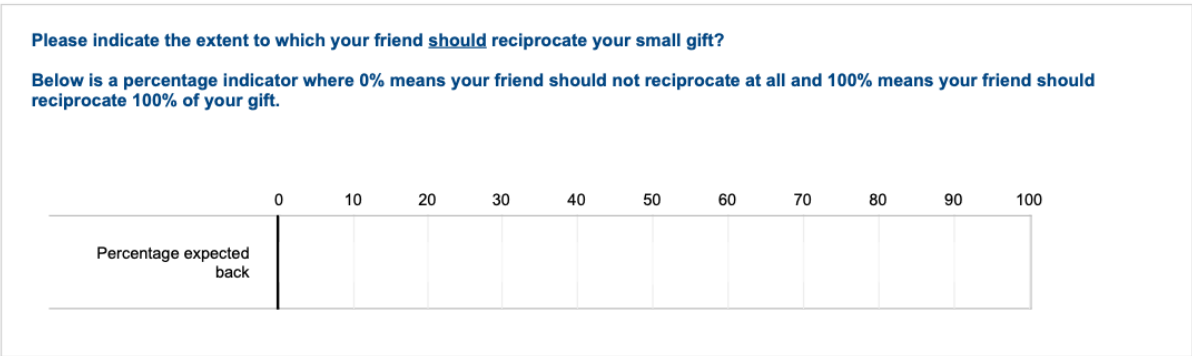 Please indicate the extent to which your friend should reciprocate your small gift?
Below is a percentage indicator where 0% means your friend should not reciprocate at all and 100% means your friend should
reciprocate 100% of your gift.
0 10 20 30 40 50 60 70 80 90 100
Percentage expected
back